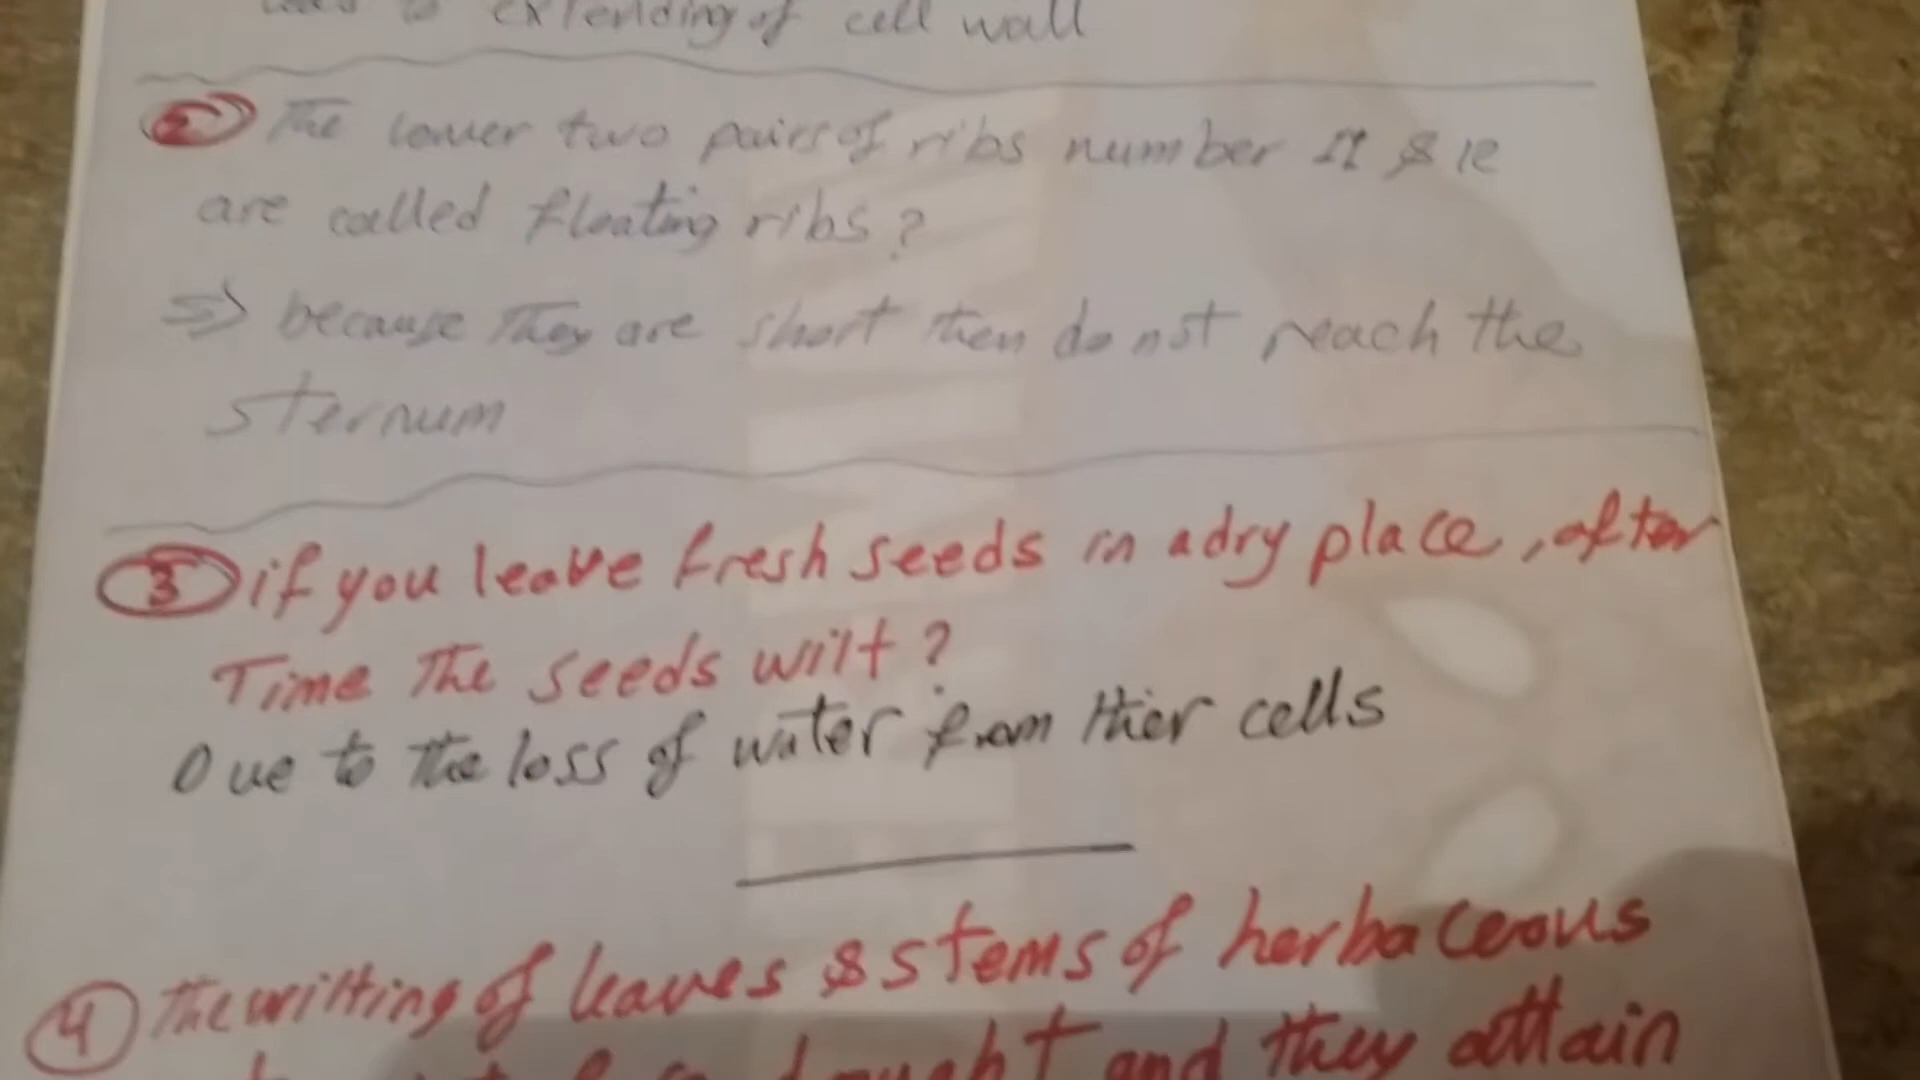 to extending of cell wall
2 The lower two pairs of ribs number 11 & 12
are called floating ribs ?
=> because they are short then do not reach the
sternum
3 if you leave fresh seeds in a dry place, after
Time The seeds wilt ?
Due to the loss of water from thier cells
4 The wilting of leaves & stems of herbaceous
and they attain